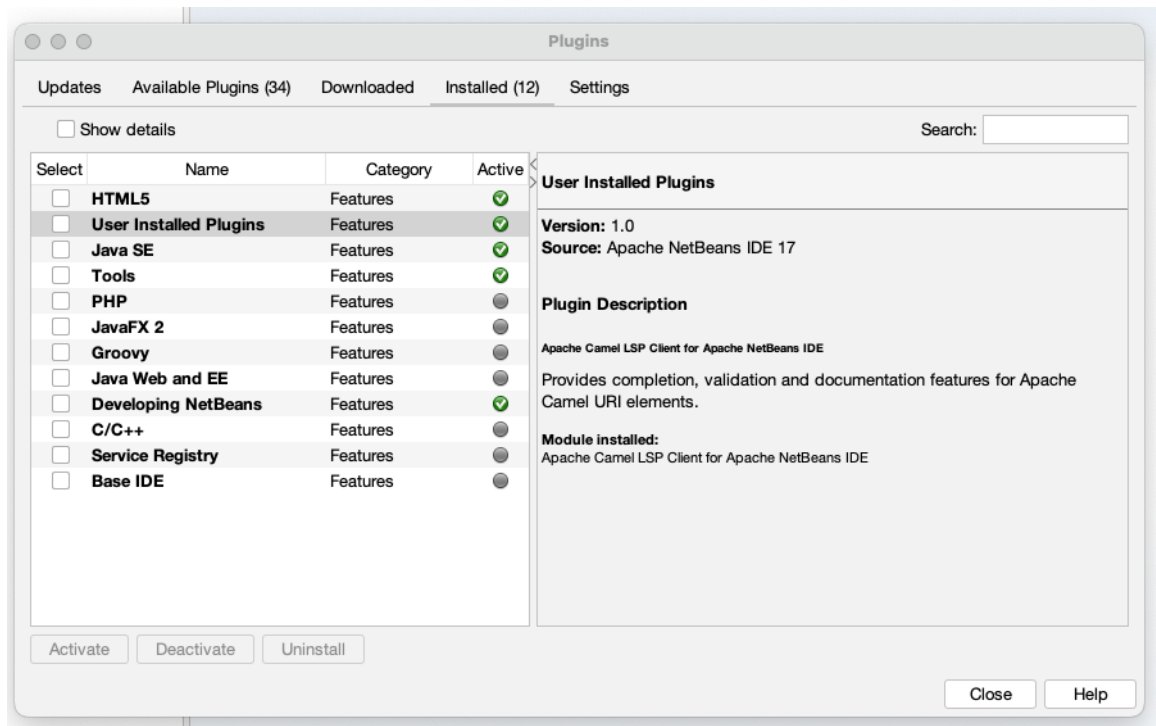 Plugins
Updates Available Plugins (34) Downloaded Installed (12) Settings
Show details Search:
Select Name Category Active
HTML5 Features
User Installed Plugins Features
Java SE Features
Tools Features
PHP Features
JavaFX 2 Features
Groovy Features
Java Web and EE Features
Developing NetBeans Features
C/C++ Features
Service Registry Features
Base IDE Features
User Installed Plugins
Version: 1.0
Source: Apache NetBeans IDE 17
Plugin Description
Apache Camel LSP Client for Apache NetBeans IDE
Provides completion, validation and documentation features for Apache
Camel URI elements.
Module installed:
Apache Camel LSP Client for Apache NetBeans IDE
Activate Deactivate Uninstall
Close Help